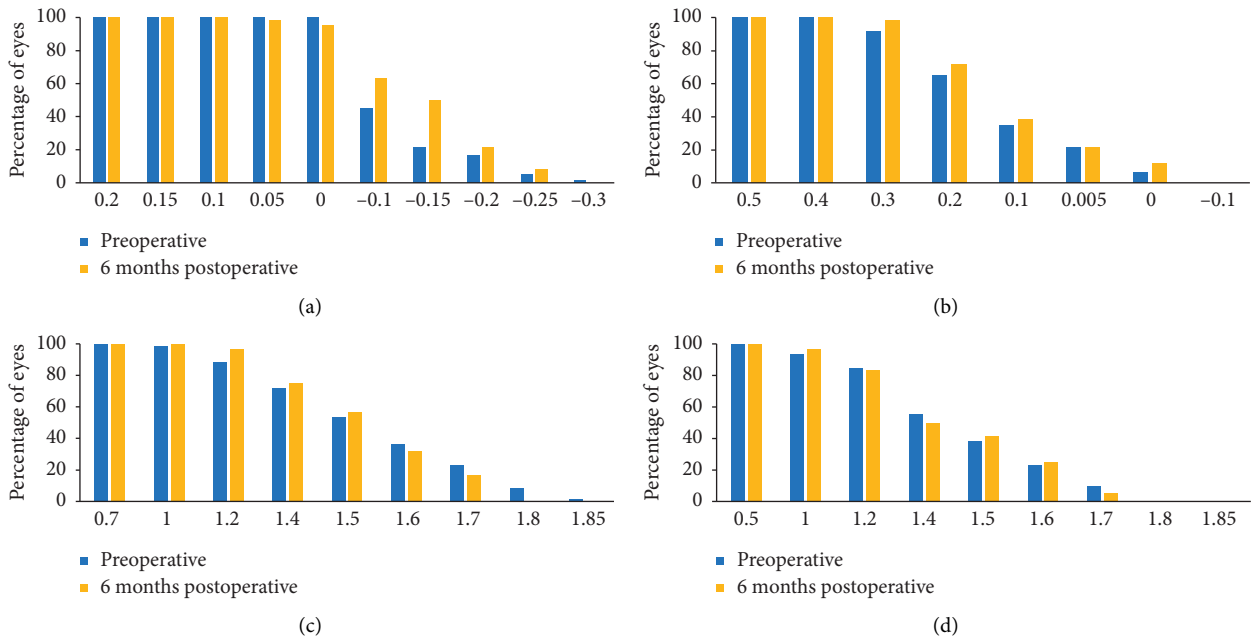 Percentage of eyes
100
80
60
40
20
0
0.2 0.15 0.1 0.05 0 −0.1 −0.15 −0.2 −0.25 −0.3
Preoperative
6 months postoperative
(a)
Percentage of eyes
100
80
60
40
20
0
0.5 0.4 0.3 0.2 0.1 0.005 0 −0.1
Preoperative
6 months postoperative
(b)
Percentage of eyes
100
80
60
40
20
0
0.7 1 1.2 1.4 1.5 1.6 1.7 1.8 1.85
Preoperative
6 months postoperative
(c)
Percentage of eyes
100
80
60
40
20
0
0.5 1 1.2 1.4 1.5 1.6 1.7 1.8 1.85
Preoperative
6 months postoperative
(d)